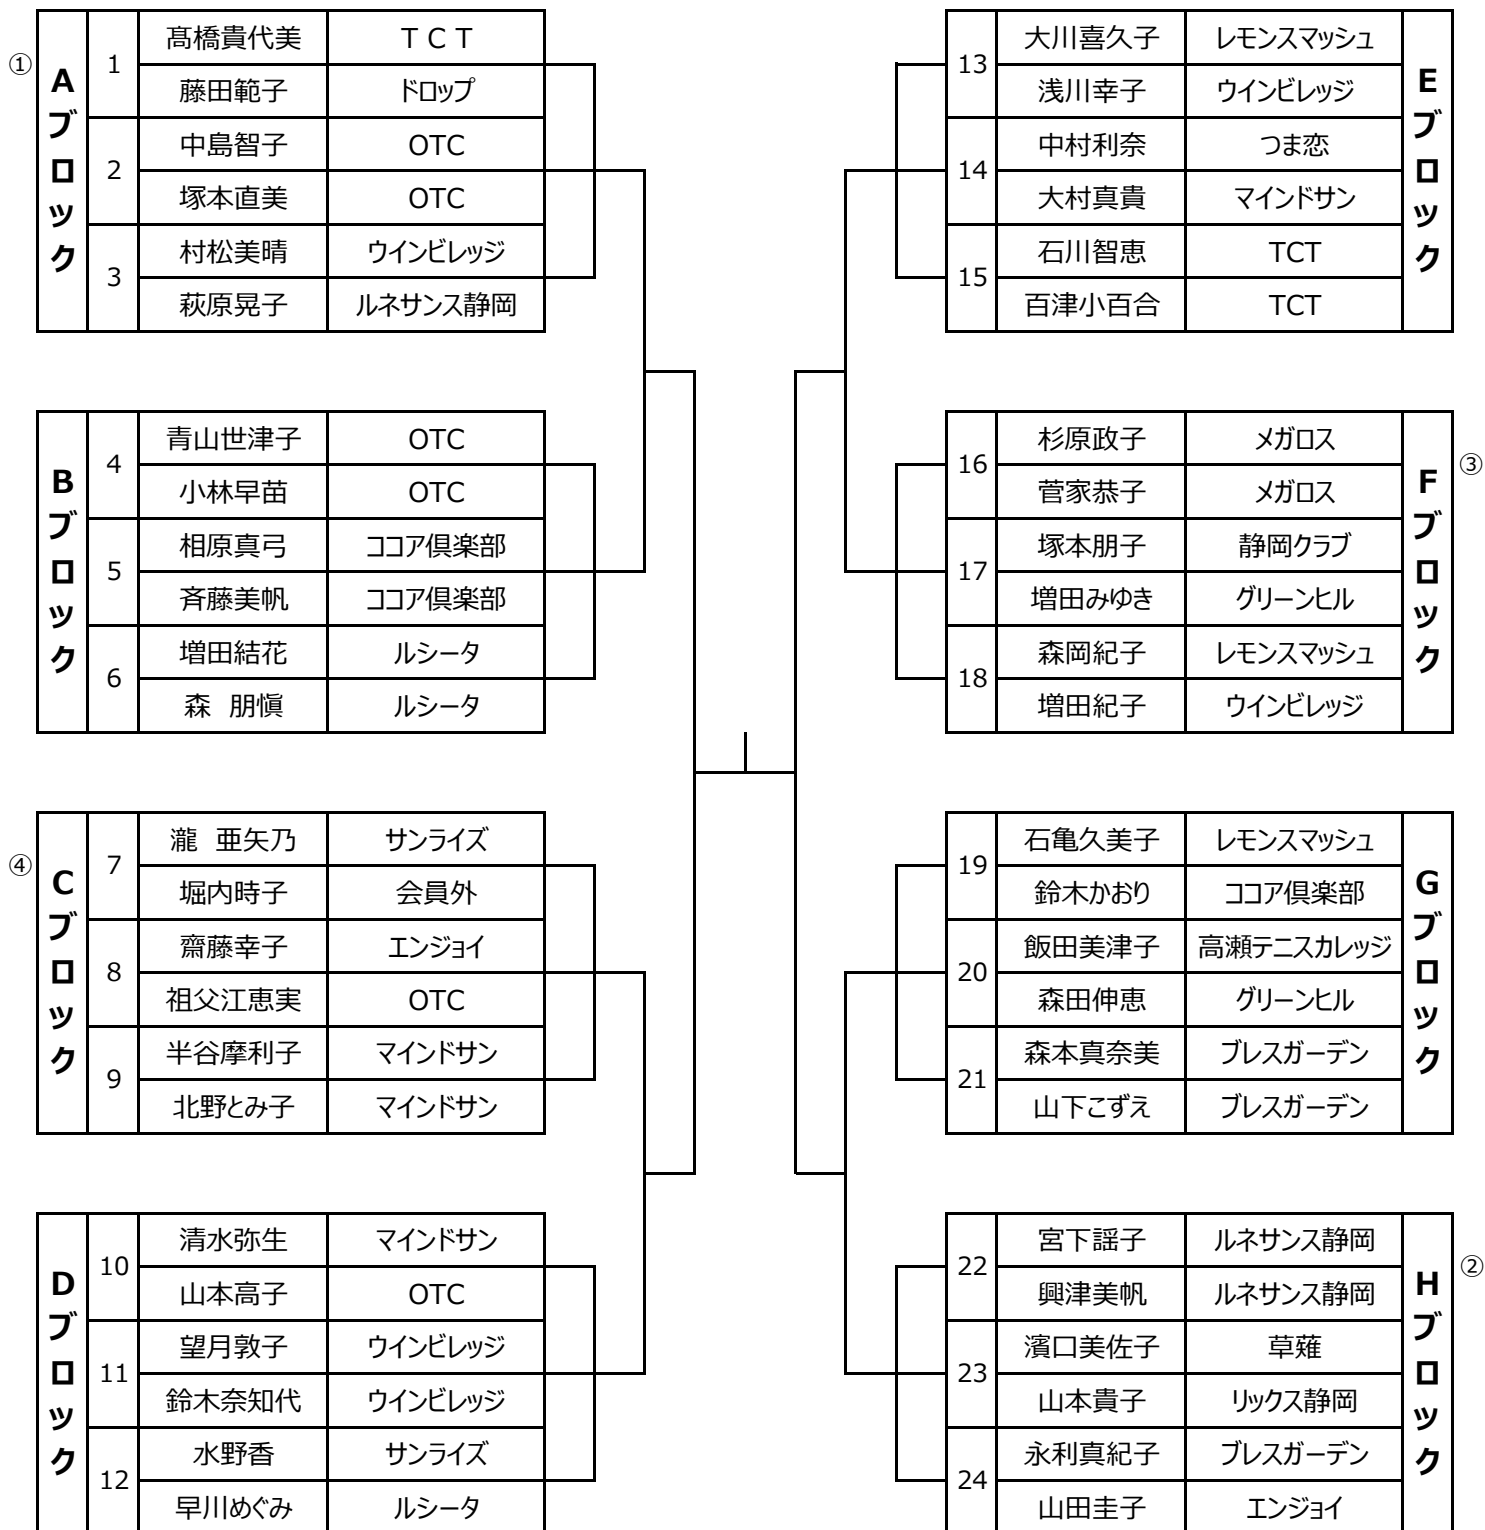 ① Aブロック
1 髙橋貴代美 ＴＣＴ
藤田範子 ドロップ
2 中島智子 OTC
塚本直美 OTC
3 村松美晴 ウインビレッジ
萩原晃子 ルネサンス静岡
Bブロック
4 青山世津子 OTC
小林早苗 OTC
5 相原真弓 ココア倶楽部
斉藤美帆 ココア倶楽部
6 増田結花 ルシータ
森　朋愼 ルシータ
④ Cブロック
7 瀧　亜矢乃 サンライズ
堀内時子 会員外
8 齋藤幸子 エンジョイ
祖父江恵実 OTC
9 半谷摩利子 マインドサン
北野とみ子 マインドサン
Dブロック
10 清水弥生 マインドサン
山本高子 OTC
11 望月敦子 ウインビレッジ
鈴木奈知代 ウインビレッジ
12 水野香 サンライズ
早川めぐみ ルシータ
Eブロック
13 大川喜久子 レモンスマッシュ
浅川幸子 ウインビレッジ
14 中村利奈 つま恋
大村真貴 マインドサン
15 石川智恵 TCT
百津小百合 TCT
Fブロック ③
16 杉原政子 メガロス
菅家恭子 メガロス
17 塚本朋子 静岡クラブ
増田みゆき グリーンヒル
18 森岡紀子 レモンスマッシュ
増田紀子 ウインビレッジ
Gブロック
19 石亀久美子 レモンスマッシュ
鈴木かおり ココア倶楽部
20 飯田美津子 高瀬テニスカレッジ
森田伸恵 グリーンヒル
21 森本真奈美 ブレスガーデン
山下こずえ ブレスガーデン
Hブロック ②
22 宮下謡子 ルネサンス静岡
興津美帆 ルネサンス静岡
23 濱口美佐子 草薙
山本貴子 リックス静岡
24 永利真紀子 ブレスガーデン
山田圭子 エンジョイ